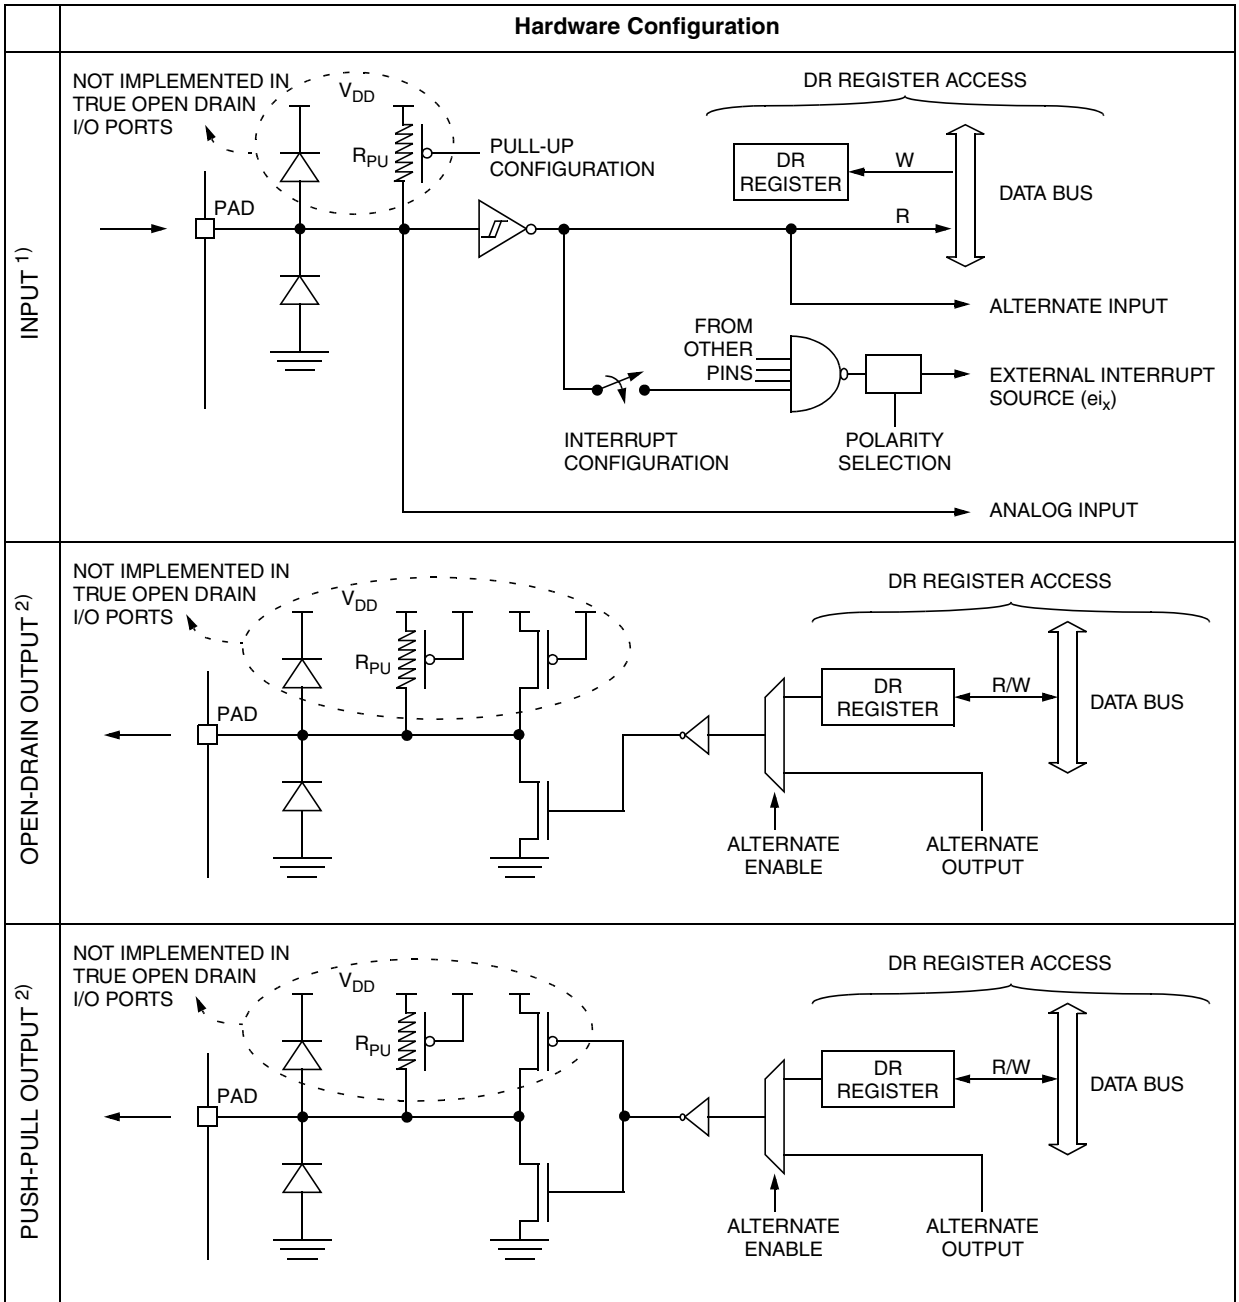 Hardware Configuration
INPUT 1)
NOT IMPLEMENTED IN
TRUE OPEN DRAIN
I/O PORTS
VDD
RPU
PULL-UP
CONFIGURATION
PAD
DR REGISTER ACCESS
DR
REGISTER
W
R
DATA BUS
ALTERNATE INPUT
FROM
OTHER
PINS
EXTERNAL INTERRUPT
SOURCE (eix)
INTERRUPT
CONFIGURATION
POLARITY
SELECTION
ANALOG INPUT
OPEN-DRAIN OUTPUT 2)
NOT IMPLEMENTED IN
TRUE OPEN DRAIN
I/O PORTS
VDD
RPU
PAD
DR REGISTER ACCESS
DR
REGISTER
R/W
DATA BUS
ALTERNATE
ENABLE
ALTERNATE
OUTPUT
PUSH-PULL OUTPUT 2)
NOT IMPLEMENTED IN
TRUE OPEN DRAIN
I/O PORTS
VDD
RPU
PAD
DR REGISTER ACCESS
DR
REGISTER
R/W
DATA BUS
ALTERNATE
ENABLE
ALTERNATE
OUTPUT